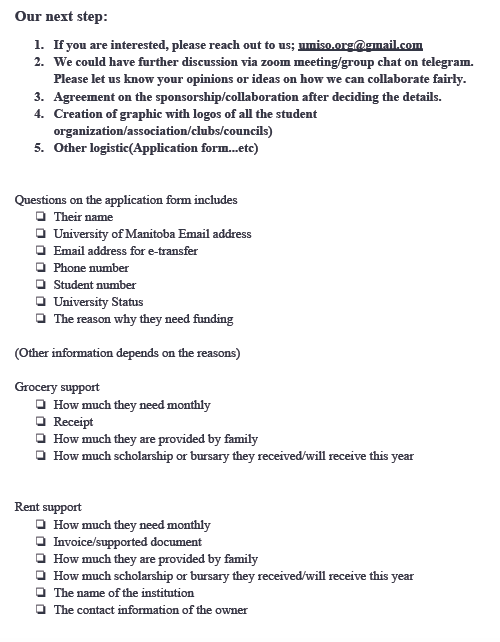 Our next step:
1. If you are interested, please reach out to us; umiso.org@gmail.com
2. We could have further discussion via zoom meeting/group chat on telegram.
Please let us know your opinions or ideas on how we can collaborate fairly.
3. Agreement on the sponsorship/collaboration after deciding the details.
4. Creation of graphic with logos of all the student
organization/association/clubs/councils)
5. Other logistic(Application form...etc)
Questions on the application form includes
❏ Their name
❏ University of Manitoba Email address
❏ Email address for e-transfer
❏ Phone number
❏ Student number
❏ University Status
❏ The reason why they need funding
(Other information depends on the reasons)
Grocery support
❏ How much they need monthly
❏ Receipt
❏ How much they are provided by family
❏ How much scholarship or bursary they received/will receive this year
Rent support
❏ How much they need monthly
❏ Invoice/supported document
❏ How much they are provided by family
❏ How much scholarship or bursary they received/will receive this year
❏ The name of the institution
❏ The contact information of the owner